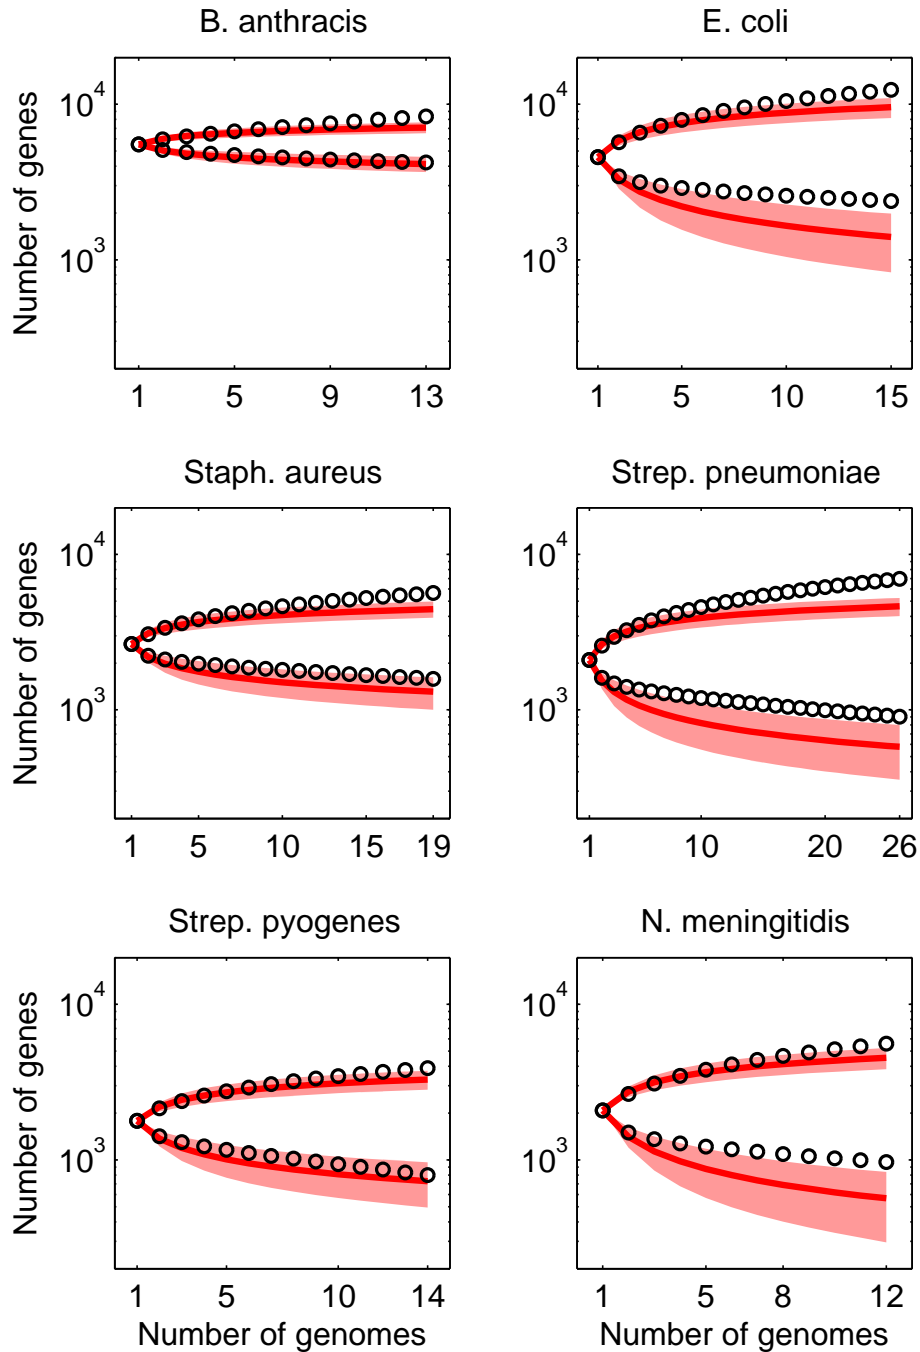 B. anthracis
E. coli
Number of genes
10^4
10^3
1 5 9 13
10^4
10^3
1 5 10 15
Staph. aureus
Strep. pneumoniae
Number of genes
10^4
10^3
1 5 10 15 19
10^4
10^3
1 10 20 26
Strep. pyogenes
N. meningitidis
Number of genes
10^4
10^3
1 5 10 14
Number of genomes
10^4
10^3
1 5 8 12
Number of genomes